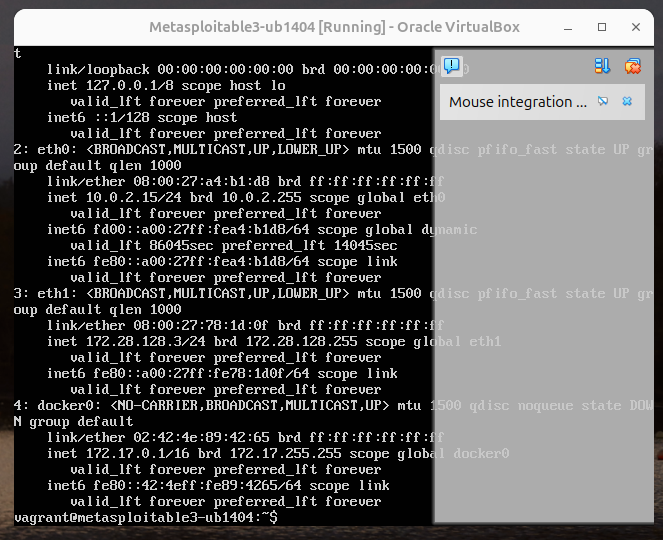 Metasploitable3-ub1404 [Running] - Oracle VirtualBox
t
link/loopback 00:00:00:00:00:00 brd 00:00:00:00:00:00
inet 127.0.0.1/8 scope host lo
valid_lft forever preferred_lft forever
inet6 ::1/128 scope host
valid_lft forever preferred_lft forever
Mouse integration ...
2: eth0: <BROADCAST,MULTICAST,UP,LOWER_UP> mtu 1500 qdisc pfifo_fast state UP gr
oup default qlen 1000
link/ether 08:00:27:a4:b1:d8 brd ff:ff:ff:ff:ff:ff
inet 10.0.2.15/24 brd 10.0.2.255 scope global eth0
valid_lft forever preferred_lft forever
inet6 fd00::a00:27ff:fea4:b1d8/64 scope global dynamic
valid_lft 86045sec preferred_lft 14045sec
inet6 fe80::a00:27ff:fea4:b1d8/64 scope link
valid_lft forever preferred_lft forever
3: eth1: <BROADCAST,MULTICAST,UP,LOWER_UP> mtu 1500 qdisc pfifo_fast state UP gr
oup default qlen 1000
link/ether 08:00:27:78:1d:0f brd ff:ff:ff:ff:ff:ff
inet 172.28.128.3/24 brd 172.28.128.255 scope global eth1
valid_lft forever preferred_lft forever
inet6 fe80::a00:27ff:fe78:1d0f/64 scope link
valid_lft forever preferred_lft forever
4: docker0: <NO-CARRIER,BROADCAST,MULTICAST,UP> mtu 1500 qdisc noqueue state DOW
N group default
link/ether 02:42:4e:89:42:65 brd ff:ff:ff:ff:ff:ff
inet 172.17.0.1/16 brd 172.17.255.255 scope global docker0
valid_lft forever preferred_lft forever
inet6 fe80::42:4eff:fe89:4265/64 scope link
valid_lft forever preferred_lft forever
vagrant@metasploitable3-ub1404:~$